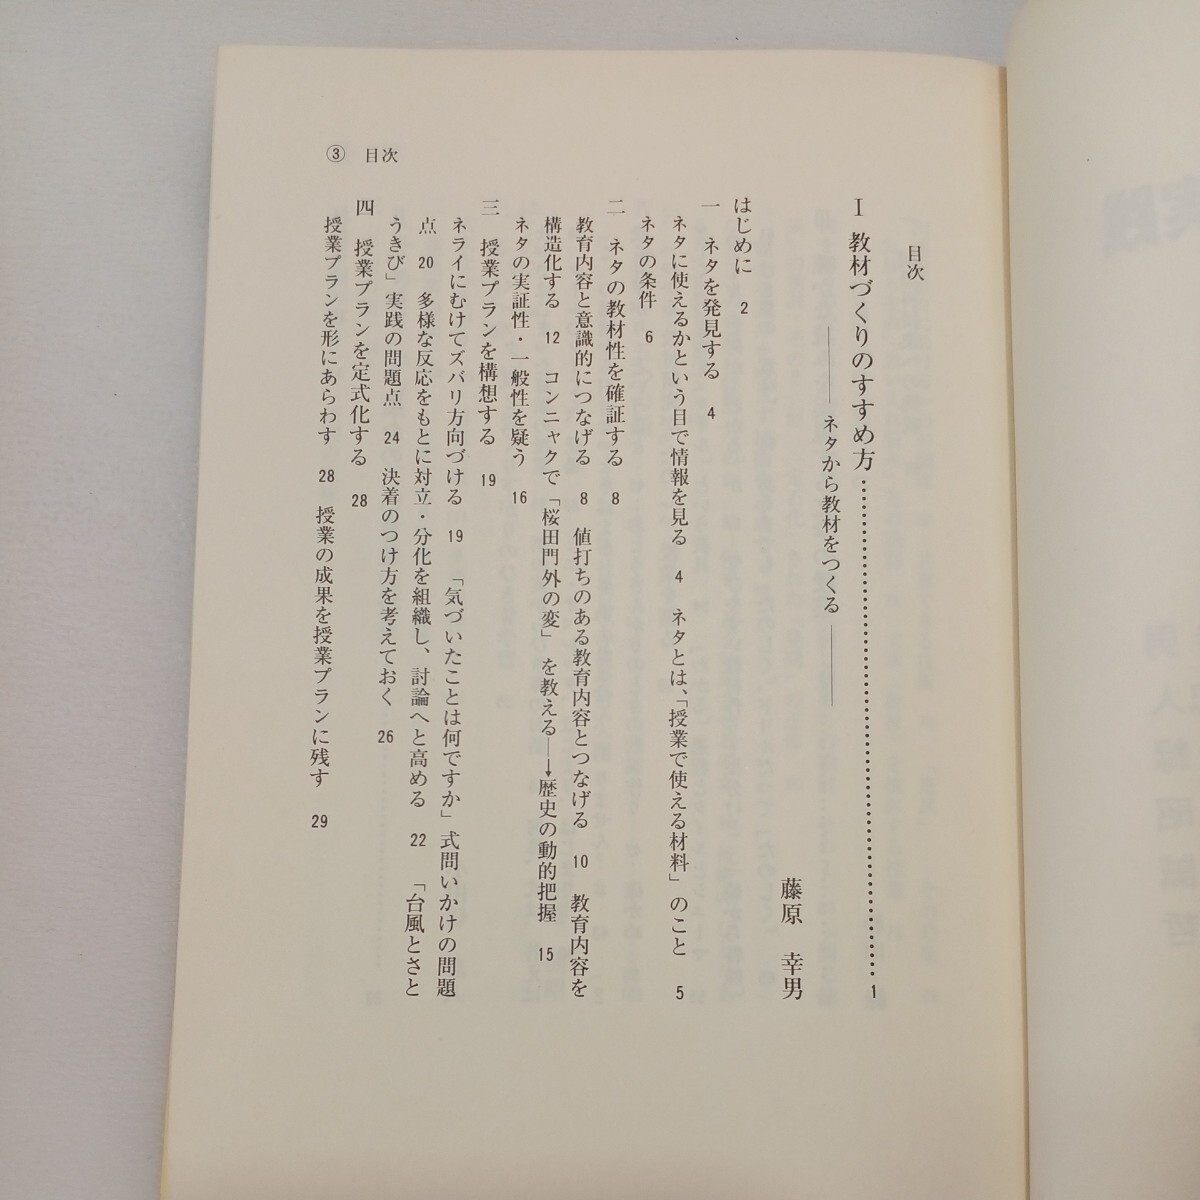 ③　目次
目次
Ⅰ　教材づくりのすすめ方…………………………………………………1
――ネタから教材をつくる――
藤原　幸男
はじめに　2
一　ネタを発見する　4
ネタに使えるかという目で情報を見る　4　ネタとは、「授業で使える材料」のこと　5
ネタの条件　6
二　ネタの教材性を確証する　8
教育内容と意識的につなげる　8　値打ちのある教育内容とつなげる　10　教育内容を
構造化する　12　コンニャクで「桜田門外の変」を教える―→歴史の動的把握　15
ネタの実証性・一般性を疑う　16
三　授業プランを構想する　19
ネライにむけてズバリ方向づける　19　「気づいたことは何ですか」式問いかけの問題
点　20　多様な反応をもとに対立・分化を組織し、討論へと高める　22　「台風とさと
うきび」実践の問題点　24　決着のつけ方を考えておく　26
四　授業プランを定式化する　28
授業プランを形にあらわす　28　授業の成果を授業プランに残す　29